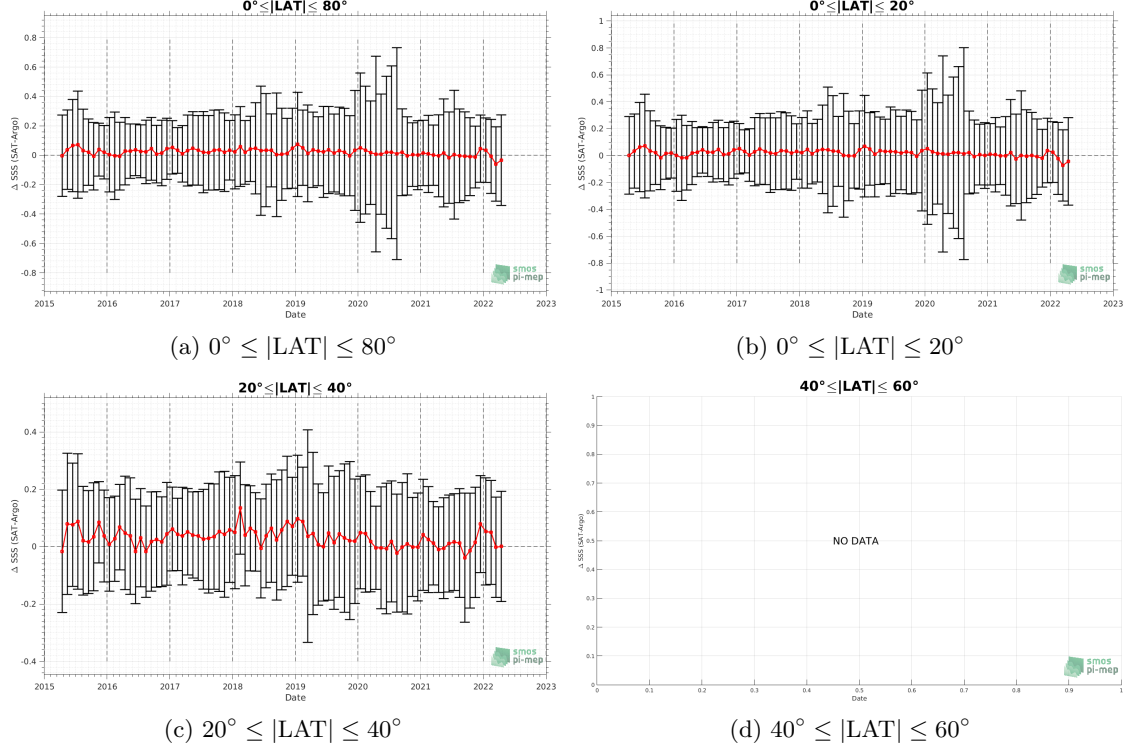 0°≤|LAT|≤ 80°
Δ SSS (SAT-Argo)
0.8
0.6
0.4
0.2
0
-0.2
-0.4
-0.6
-0.8
2015 2016 2017 2018 2019 2020 2021 2022 2023
Date
smos
pi-mep
(a) 0° ≤ |LAT| ≤ 80°
0°≤|LAT|≤ 20°
Δ SSS (SAT-Argo)
1
0.8
0.6
0.4
0.2
0
-0.2
-0.4
-0.6
-0.8
-1
2015 2016 2017 2018 2019 2020 2021 2022 2023
Date
smos
pi-mep
(b) 0° ≤ |LAT| ≤ 20°
20°≤|LAT|≤ 40°
Δ SSS (SAT-Argo)
0.4
0.2
0
-0.2
-0.4
2015 2016 2017 2018 2019 2020 2021 2022 2023
Date
smos
pi-mep
(c) 20° ≤ |LAT| ≤ 40°
40°≤|LAT|≤ 60°
Δ SSS (SAT-Argo)
1
0.9
0.8
0.7
0.6
0.5
0.4
0.3
0.2
0.1
0
NO DATA
0 0.1 0.2 0.3 0.4 0.5 0.6 0.7 0.8 0.9 1
Date
smos
pi-mep
(d) 40° ≤ |LAT| ≤ 60°